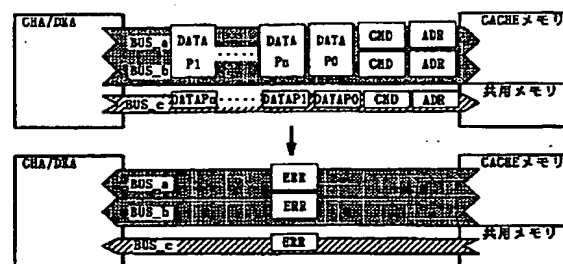 CHA/DKA
CACHEメモリ
BUS_a DATA DATA DATA CMD ADR
BUS_b P1 Pn P0 CMD ADR
共用メモリ
BUS_c DATAPn DATAP1 DATAP0 CMD ADR
CHA/DKA
CACHEメモリ
BUS_a ERR
BUS_b ERR
共用メモリ
BUS_c ERR